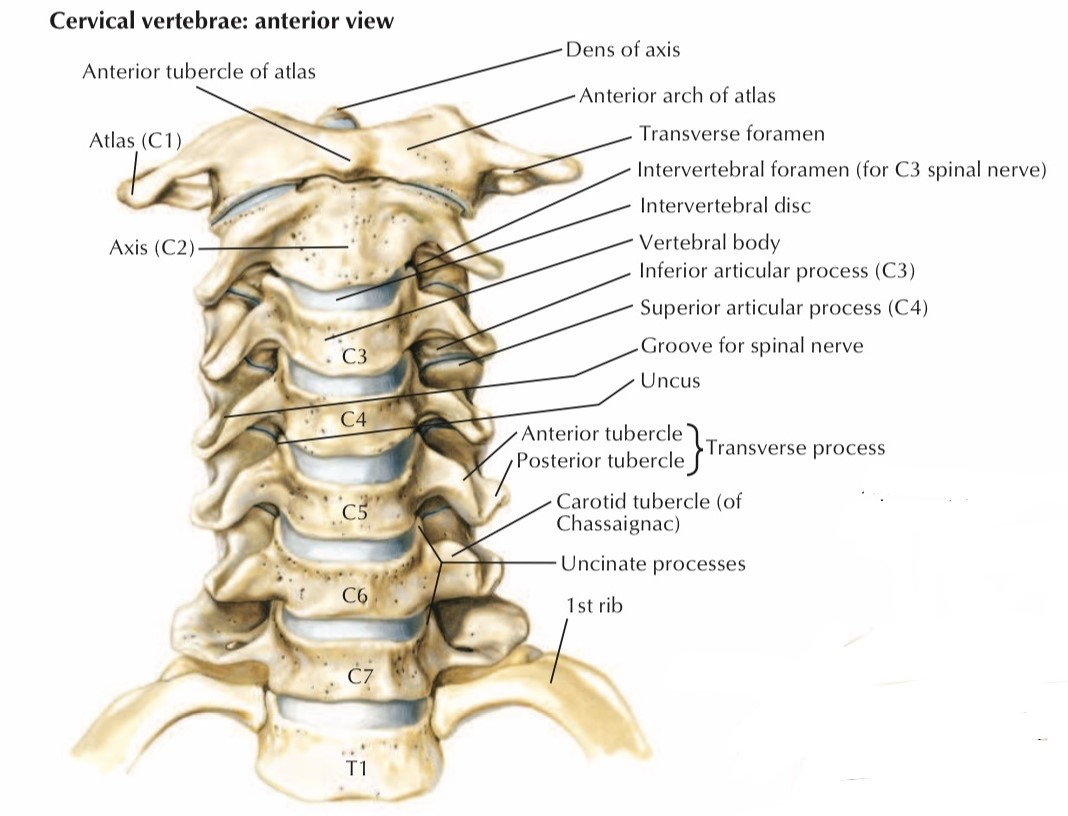 Cervical vertebrae: anterior view
Dens of axis
Anterior tubercle of atlas
Anterior arch of atlas
Atlas (C1)
Transverse foramen
Intervertebral foramen (for C3 spinal nerve)
Intervertebral disc
Axis (C2)
Vertebral body
Inferior articular process (C3)
Superior articular process (C4)
Groove for spinal nerve
C3
Uncus
C4
Anterior tubercle
Posterior tubercle
Transverse process
Carotid tubercle (of
Chassaignac)
C5
Uncinate processes
C6
1st rib
C7
T1